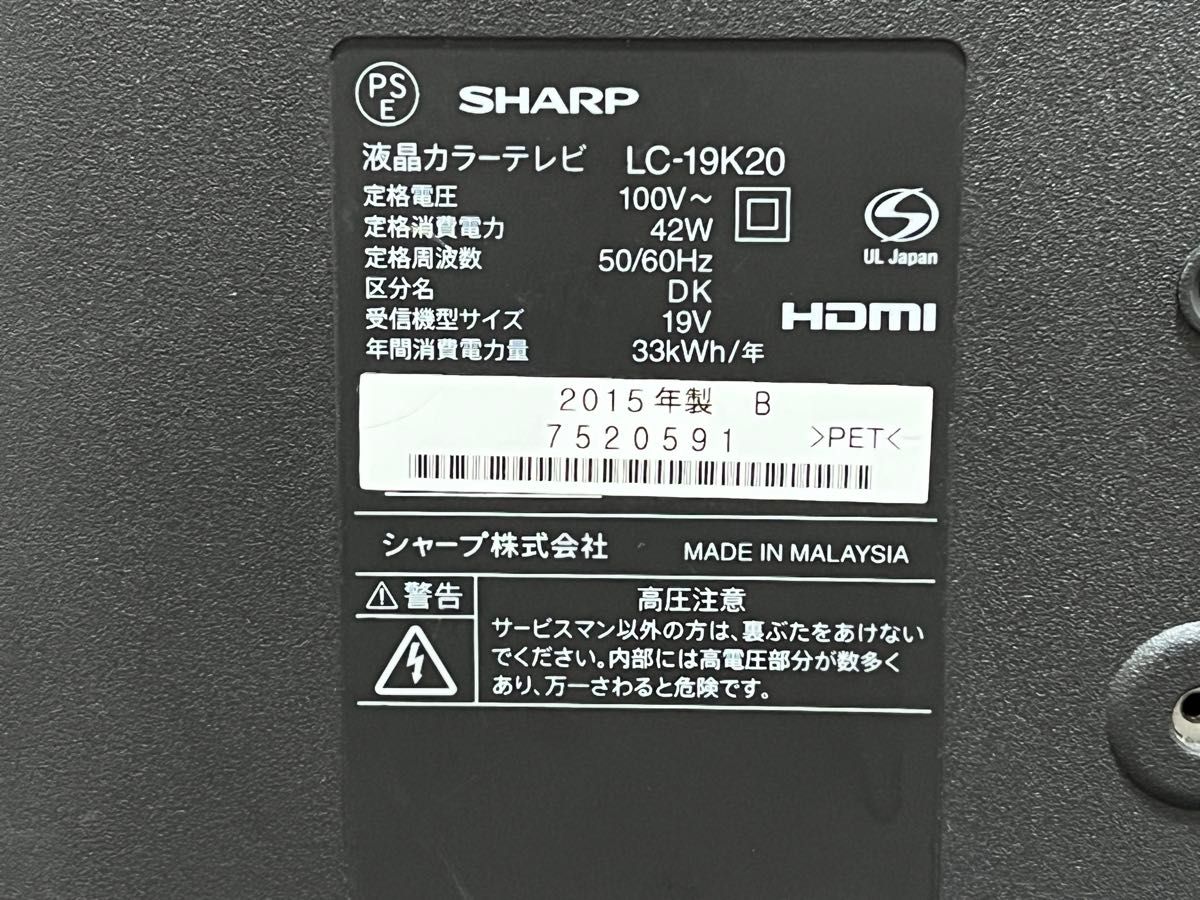 PSE SHARP
液晶カラーテレビ LC-19K20
定格電圧 100V～
定格消費電力 42W
定格周波数 50/60Hz
区分名 DK
受信機型サイズ 19V
年間消費電力量 33kWh/年
UL Japan
HDMI
2015年製 B
7520591 >PET<
シャープ株式会社 MADE IN MALAYSIA
⚠警告
高圧注意
サービスマン以外の方は、裏ぶたをあけない
でください。内部には高電圧部分が数多く
あり、万一さわると危険です。